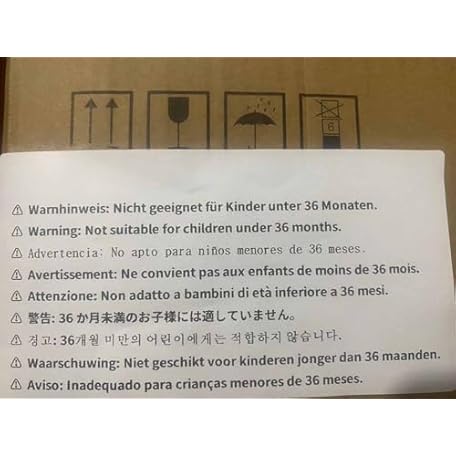 6
⚠ Warnhinweis: Nicht geeignet für Kinder unter 36 Monaten.
⚠ Warning: Not suitable for children under 36 months.
⚠ Advertencia: No apto para niños menores de 36 meses.
⚠ Avertissement: Ne convient pas aux enfants de moins de 36 mois.
⚠ Attenzione: Non adatto a bambini di età inferiore a 36 mesi.
⚠ 警告: 36 か月未満のお子様には適していません。
⚠ 경고: 36개월 미만의 어린이에게는 적합하지 않습니다.
⚠ Waarschuwing: Niet geschikt voor kinderen jonger dan 36 maanden.
⚠ Aviso: Inadequado para crianças menores de 36 meses.